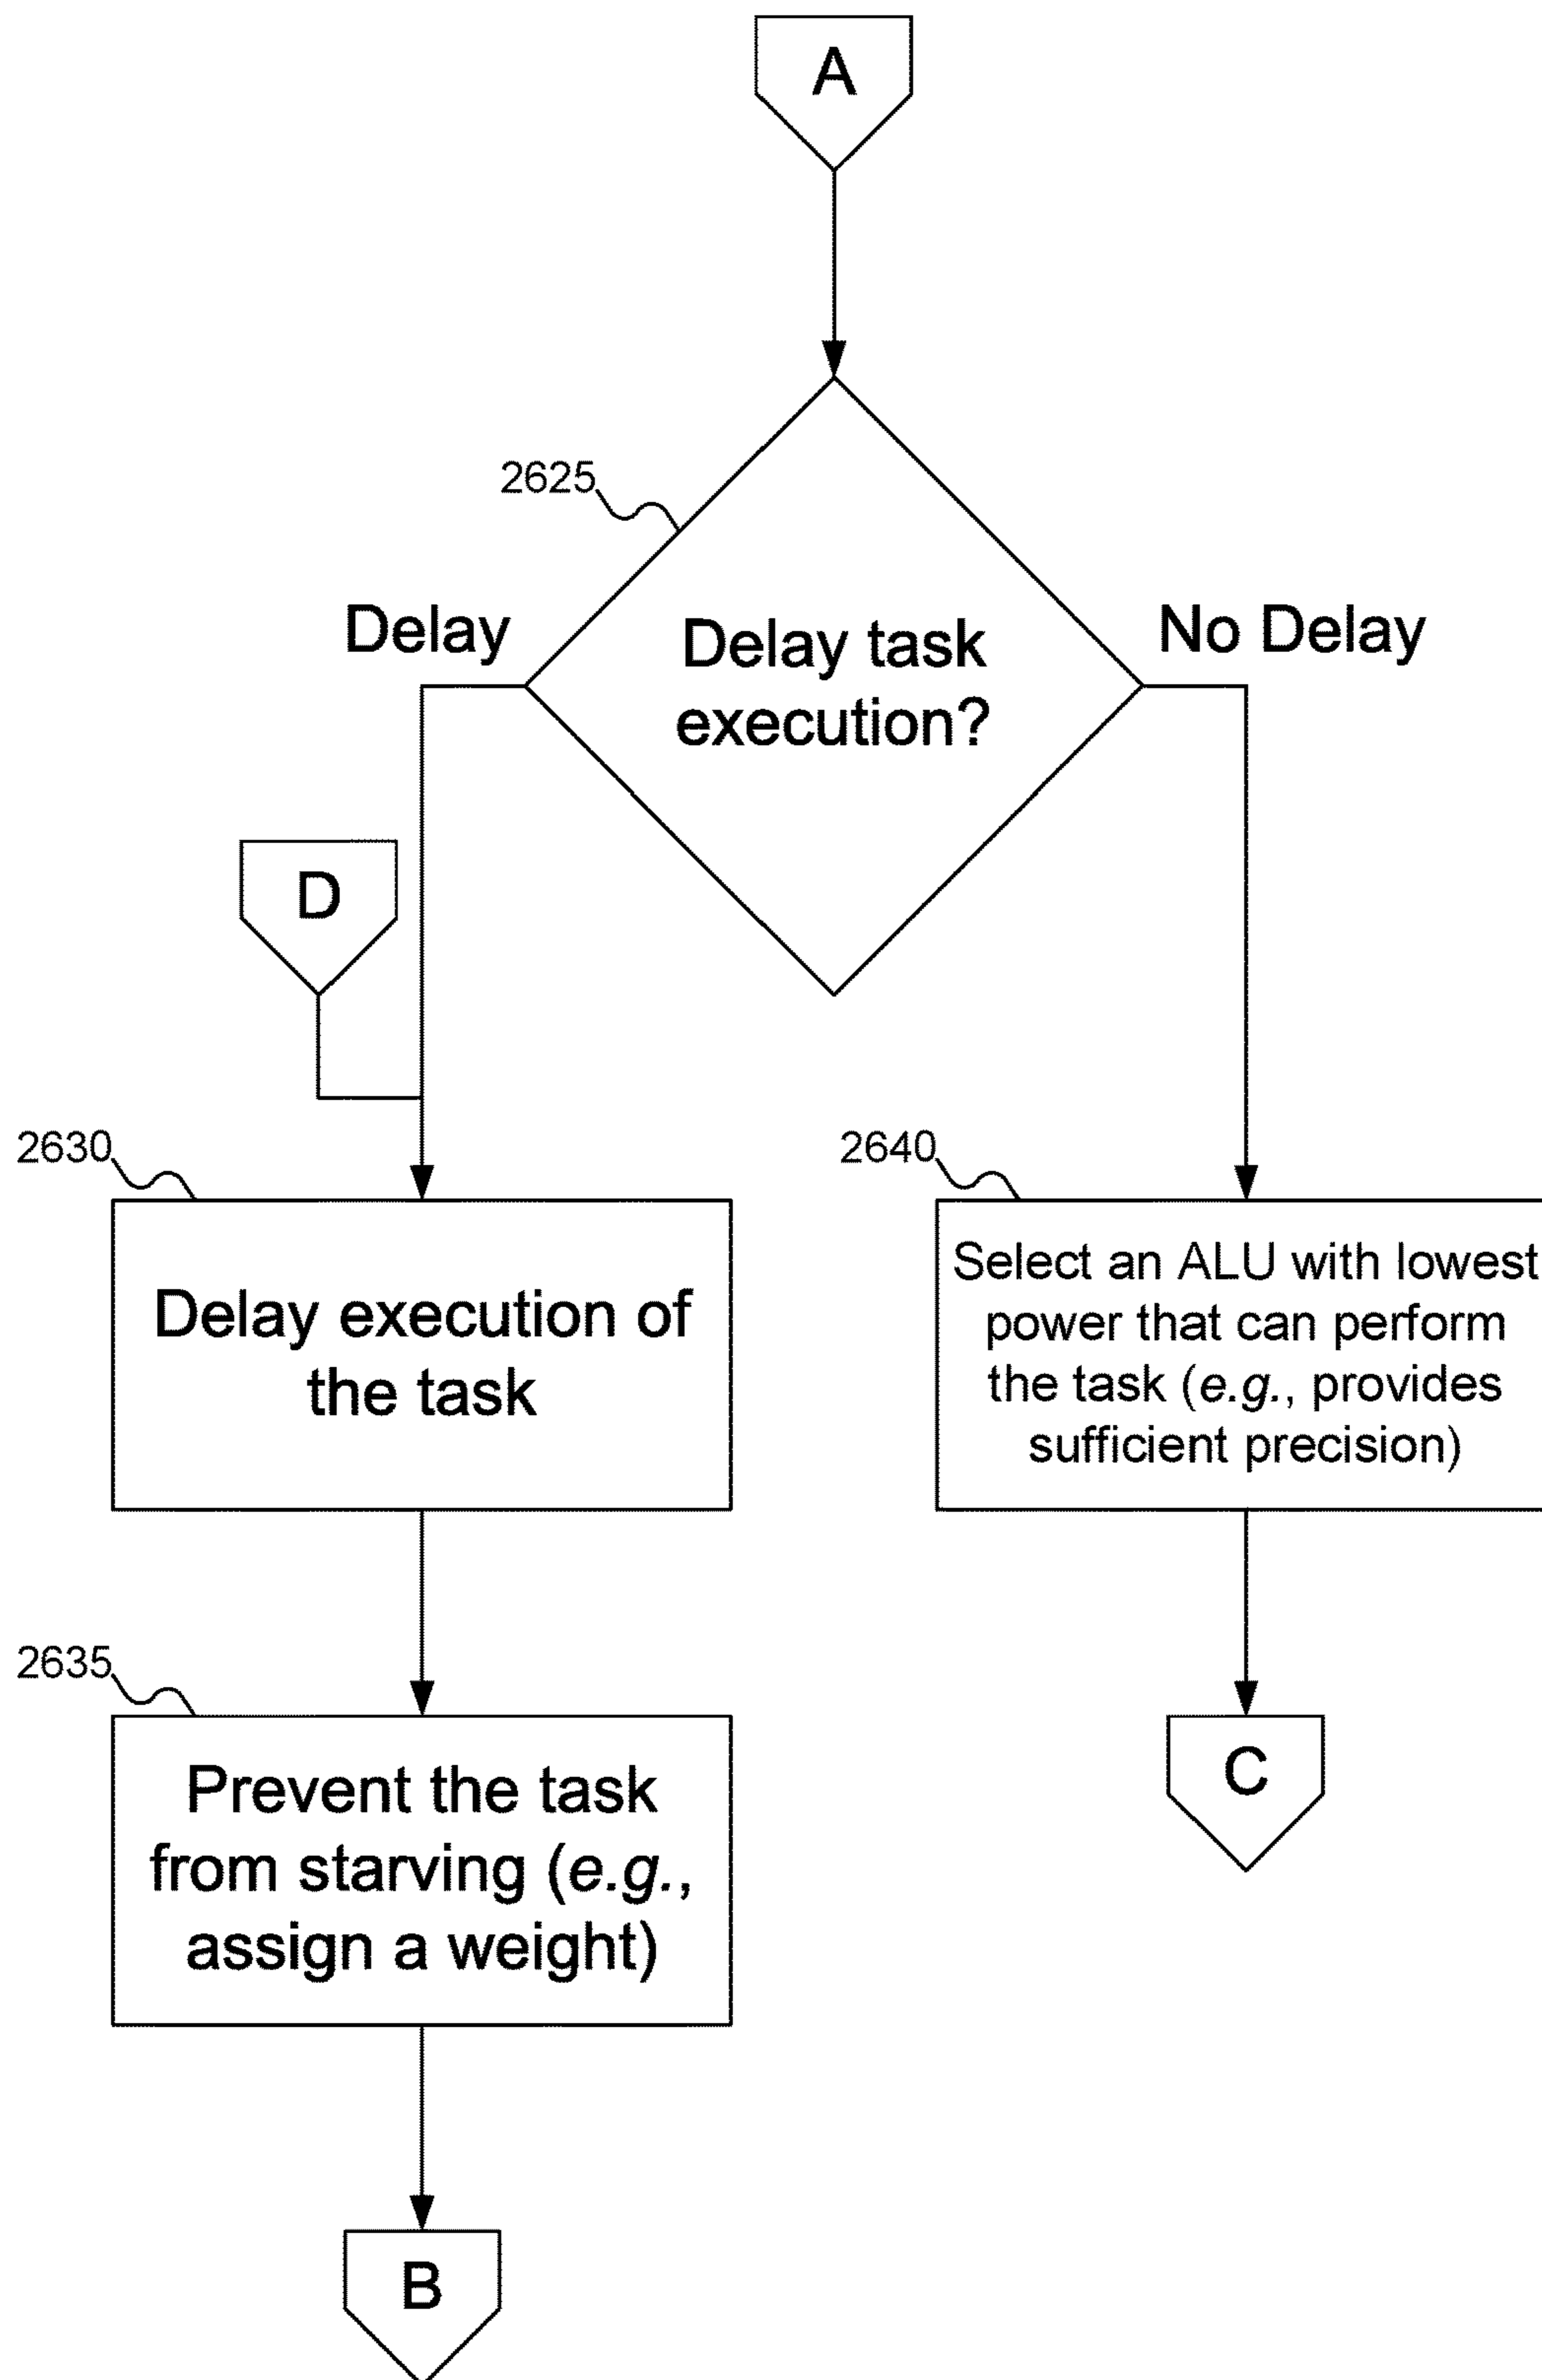 A
2625
Delay
Delay task
execution?
No Delay
D
2630
Delay execution of
the task
2640
Select an ALU with lowest
power that can perform
the task (e.g., provides
sufficient precision)
2635
Prevent the task
from starving (e.g.,
assign a weight)
C
B